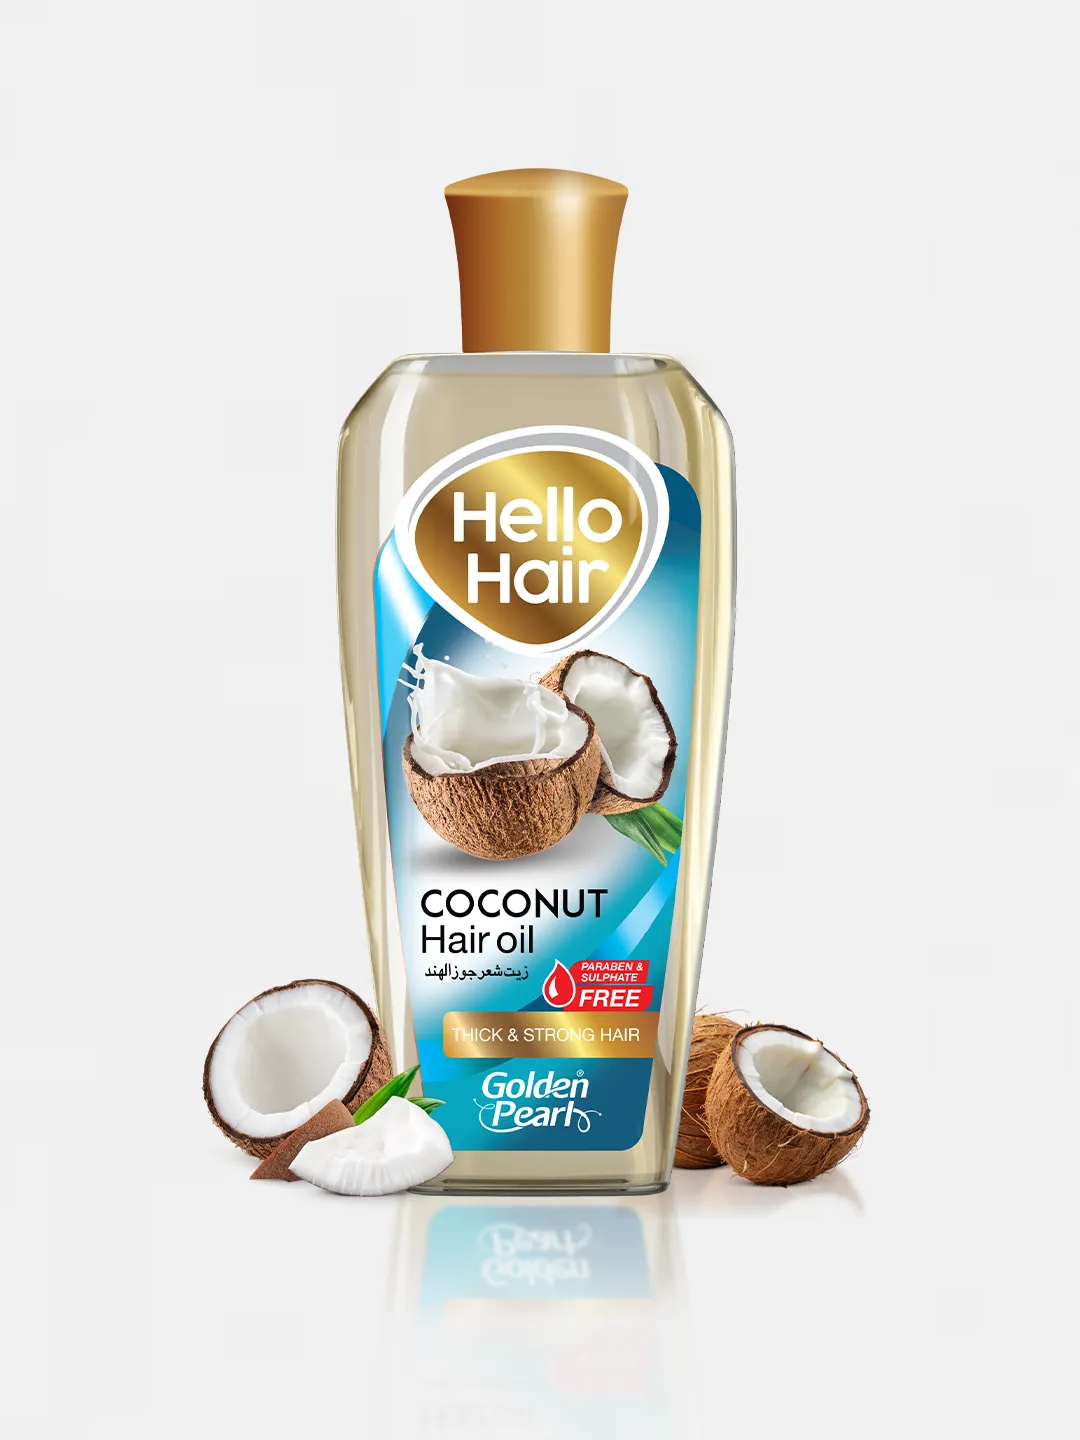 Hello
Hair
COCONUT
Hair oil
زيت شعر جوز الهند
PARABEN &
SULPHATE
FREE
THICK & STRONG HAIR
Golden®
Pearl